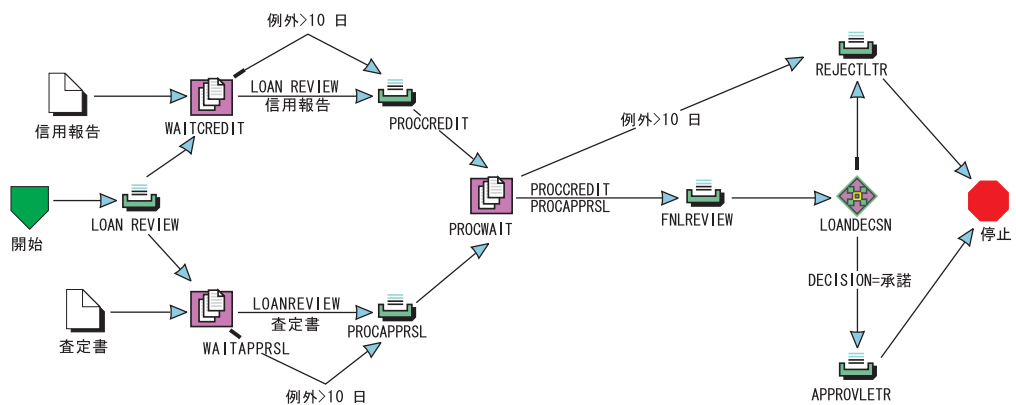 例外>10 日
REJECTLTR
LOAN REVIEW
信用報告
信用報告
WAITCREDIT
PROCCREDIT
例外>10 日
開始
LOAN REVIEW
PROCWAIT
PROCCREDIT
PROCAPPRSL
FNLREVIEW
LOANDECSN
停止
DECISION=承諾
査定書
LOANREVIEW
査定書
WAITAPPRSL
PROCAPPRSL
例外>10 日
APPROVLETR